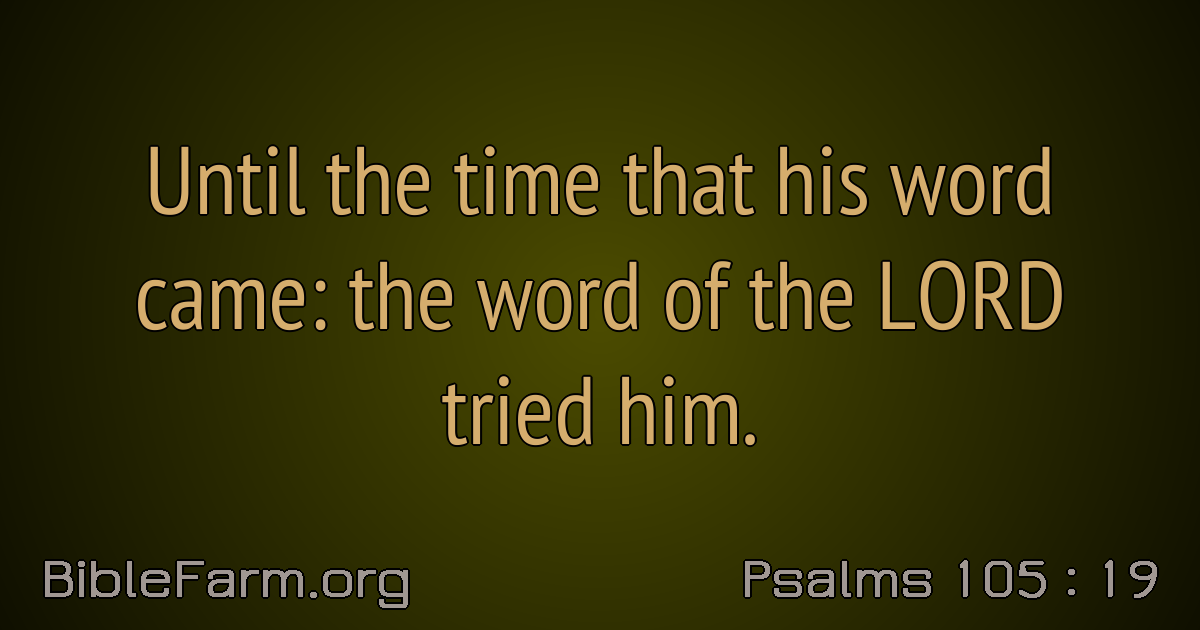 Until the time that his word
came: the word of the LORD
tried him.
BibleFarm.org
Psalms 105 : 19